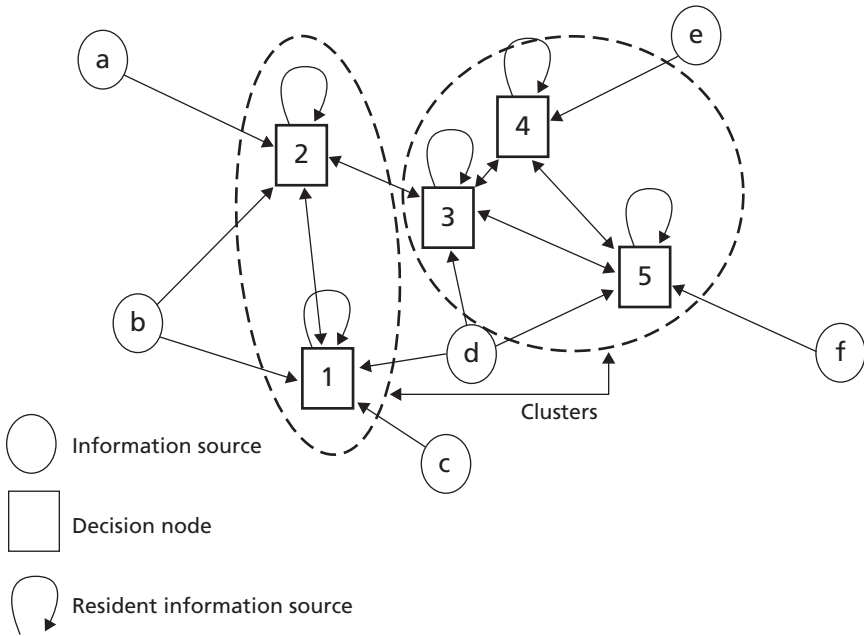 e
a
4
2
3
5
b
d
f
1
Clusters
c
Information source
Decision node
Resident information source